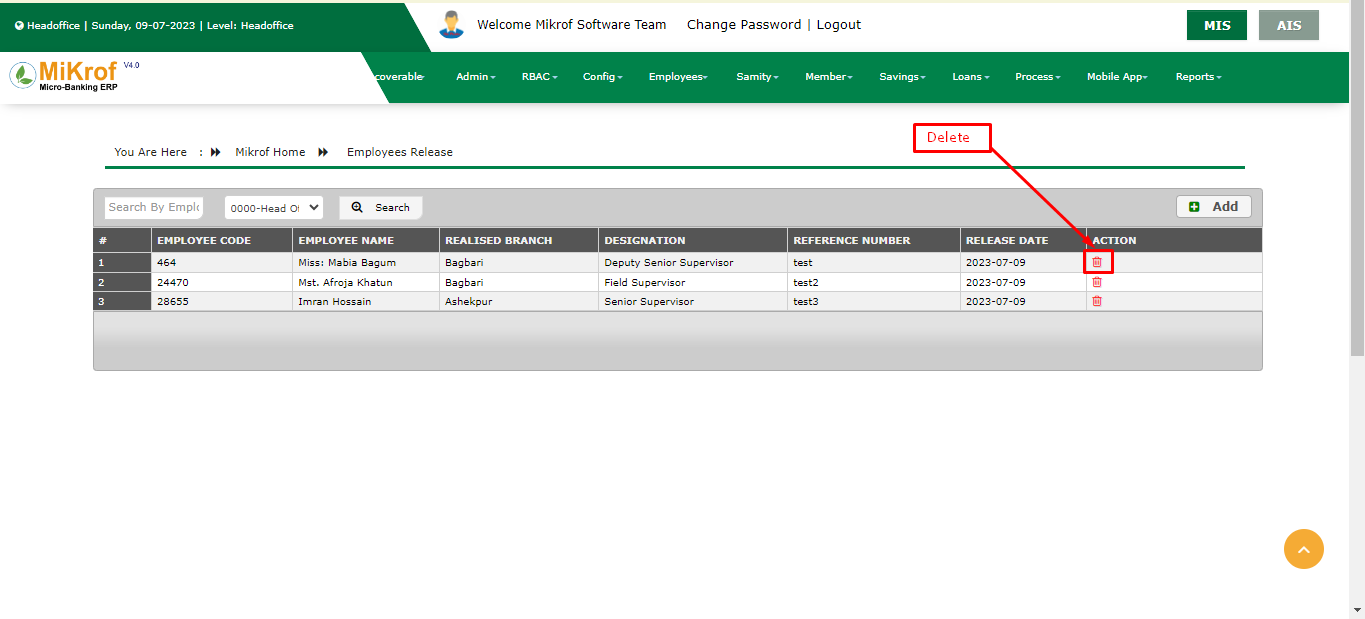 Headoffice | Sunday, 09-07-2023 | Level: Headoffice
Welcome Mikrof Software Team Change Password | Logout
MIS AIS
MiKrof V4.0
Micro-Banking ERP
coverable Admin RBAC Config Employees Samity Member Savings Loans Process Mobile App Reports
Delete
You Are Here : Mikrof Home Employees Release
Search By Emplo 0000-Head Of Search Add
# EMPLOYEE CODE EMPLOYEE NAME REALISED BRANCH DESIGNATION REFERENCE NUMBER RELEASE DATE ACTION
1 464 Miss: Mabia Bagum Bagbari Deputy Senior Supervisor test 2023-07-09
2 24470 Mst. Afroja Khatun Bagbari Field Supervisor test2 2023-07-09
3 28655 Imran Hossain Ashekpur Senior Supervisor test3 2023-07-09